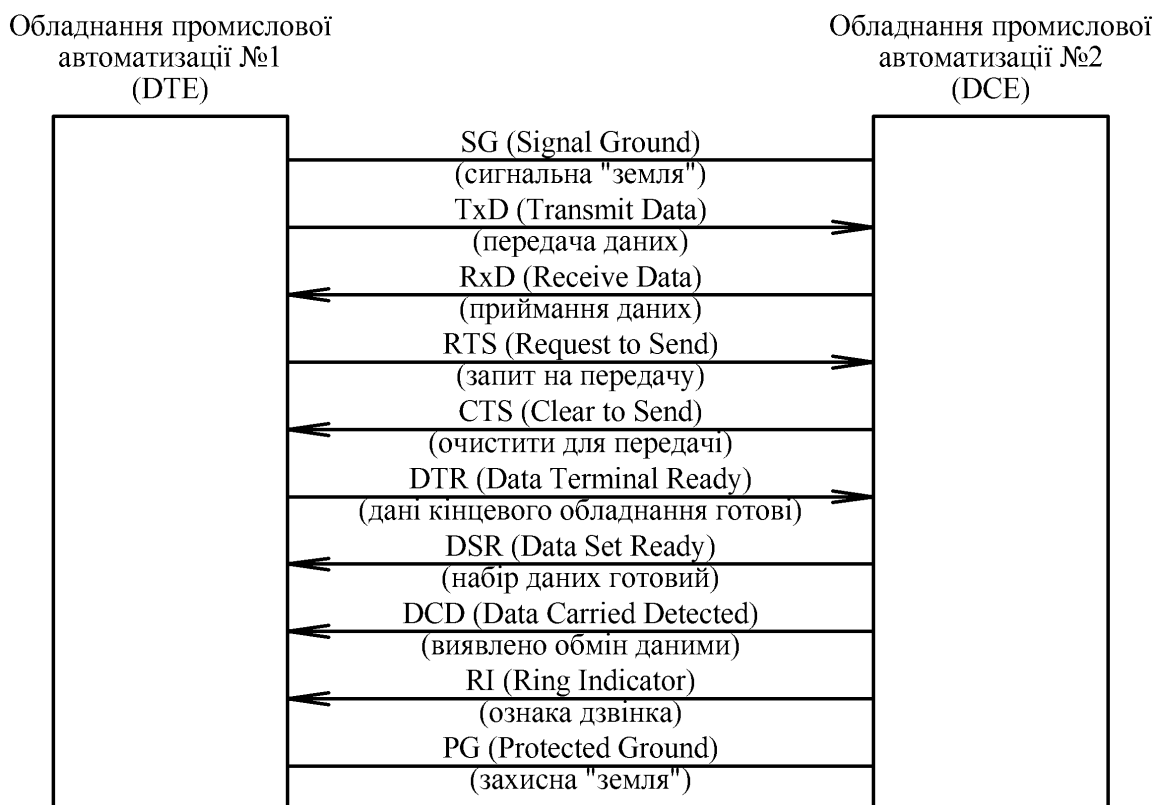 Обладнання промислової
автоматизації №1
(DTE)
Обладнання промислової
автоматизації №2
(DCE)
SG (Signal Ground)
(сигнальна "земля")
TxD (Transmit Data)
(передача даних)
RxD (Receive Data)
(приймання даних)
RTS (Request to Send)
(запит на передачу)
CTS (Clear to Send)
(очистити для передачі)
DTR (Data Terminal Ready)
(дані кінцевого обладнання готові)
DSR (Data Set Ready)
(набір даних готовий)
DCD (Data Carried Detected)
(виявлено обмін даними)
RI (Ring Indicator)
(ознака дзвінка)
PG (Protected Ground)
(захисна "земля")